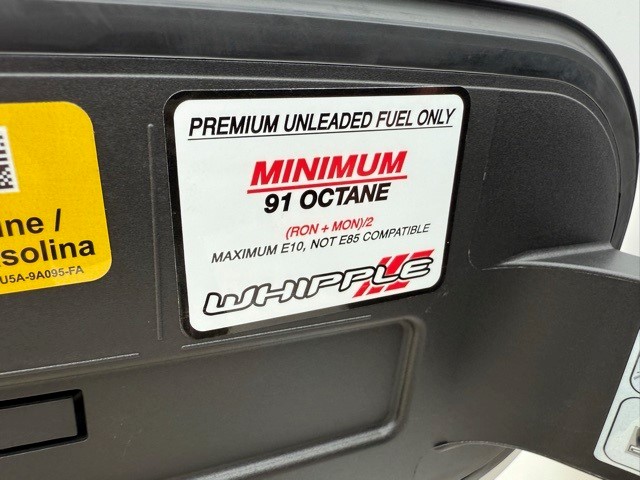 PREMIUM UNLEADED FUEL ONLY
MINIMUM
91 OCTANE
(RON + MON)/2
MAXIMUM E10, NOT E85 COMPATIBLE
WHIPPLE
ine /
solina
U5A-9A095-FA